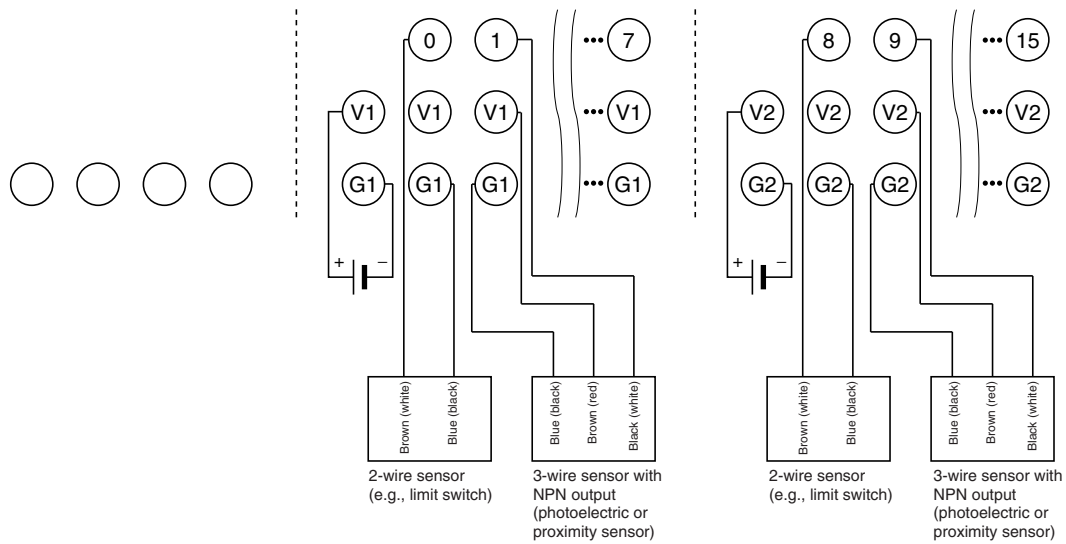 0 1 ••• 7 8 9 ••• 15
V1 V1 V1 ••• V1 V2 V2 V2 ••• V2
G1 G1 G1 ••• G1 G2 G2 G2 ••• G2
+ – + –
Brown (white)
Blue (black)
Blue (black)
Brown (red)
Black (white)
Brown (white)
Blue (black)
Blue (black)
Brown (red)
Black (white)
2-wire sensor
(e.g., limit switch)
3-wire sensor with
NPN output
(photoelectric or
proximity sensor)
2-wire sensor
(e.g., limit switch)
3-wire sensor with
NPN output
(photoelectric or
proximity sensor)